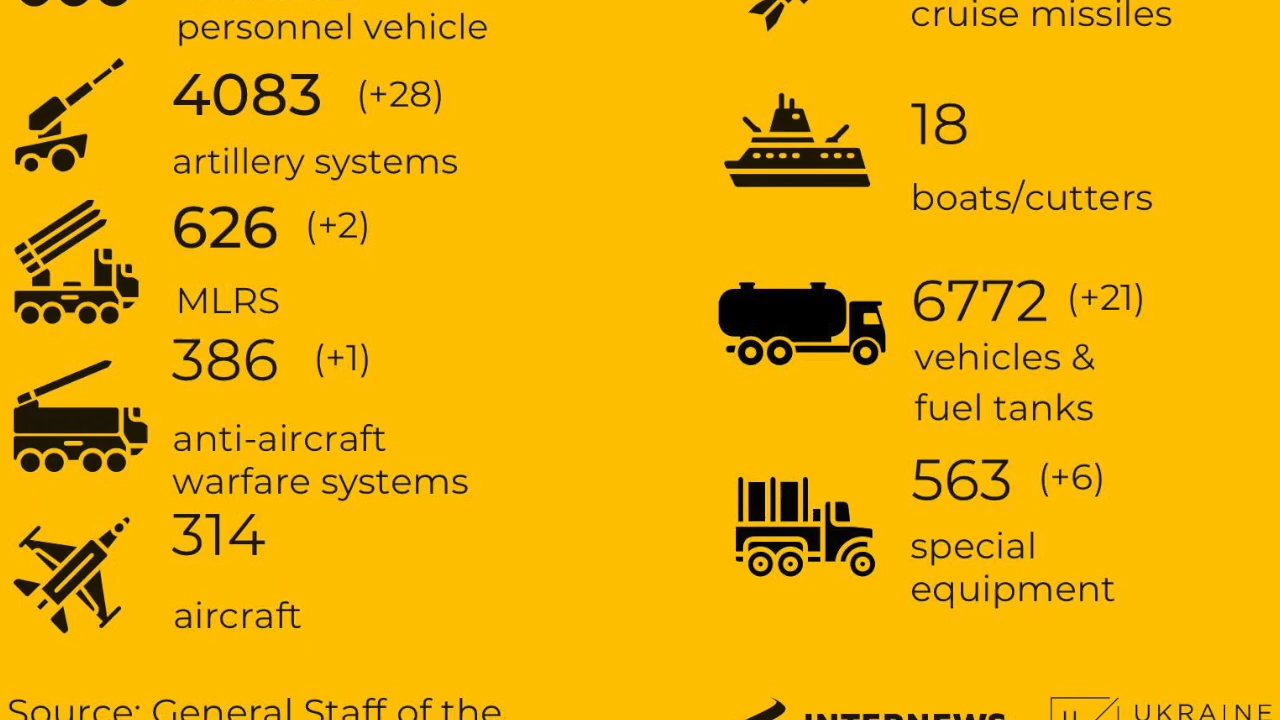 personnel vehicle
4083 (+28)
artillery systems
626 (+2)
MLRS
386 (+1)
anti-aircraft
warfare systems
314
aircraft
Source: General Staff of the
cruise missiles
18
boats/cutters
6772 (+21)
vehicles &
fuel tanks
563 (+6)
special
equipment
INTERNEWS
UKRAINE